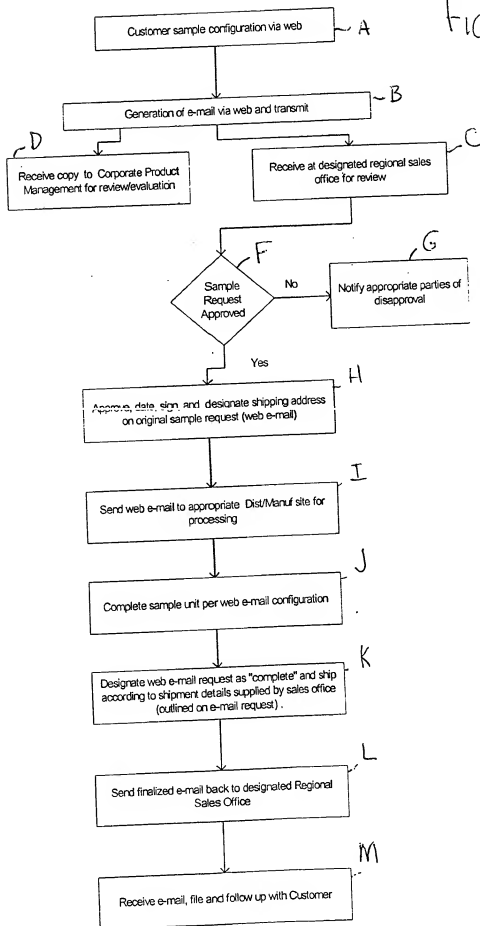 FIG
Customer sample configuration via web
A
Generation of e-mail via web and transmit
B
D
C
Receive copy to Corporate Product
Management for review/evaluation
Receive at designated regional sales
office for review
F
G
Sample
Request
Approved
No
Notify appropriate parties of
disapproval
Yes
H
Approve, date, sign, and designate shipping address
on original sample request (web e-mail)
I
Send web e-mail to appropriate Dist/Manuf site for
processing
J
Complete sample unit per web e-mail configuration
K
Designate web e-mail request as "complete" and ship
according to shipment details supplied by sales office
(outlined on e-mail request) .
L
Send finalized e-mail back to designated Regional
Sales Office
M
Receive e-mail, file and follow up with Customer